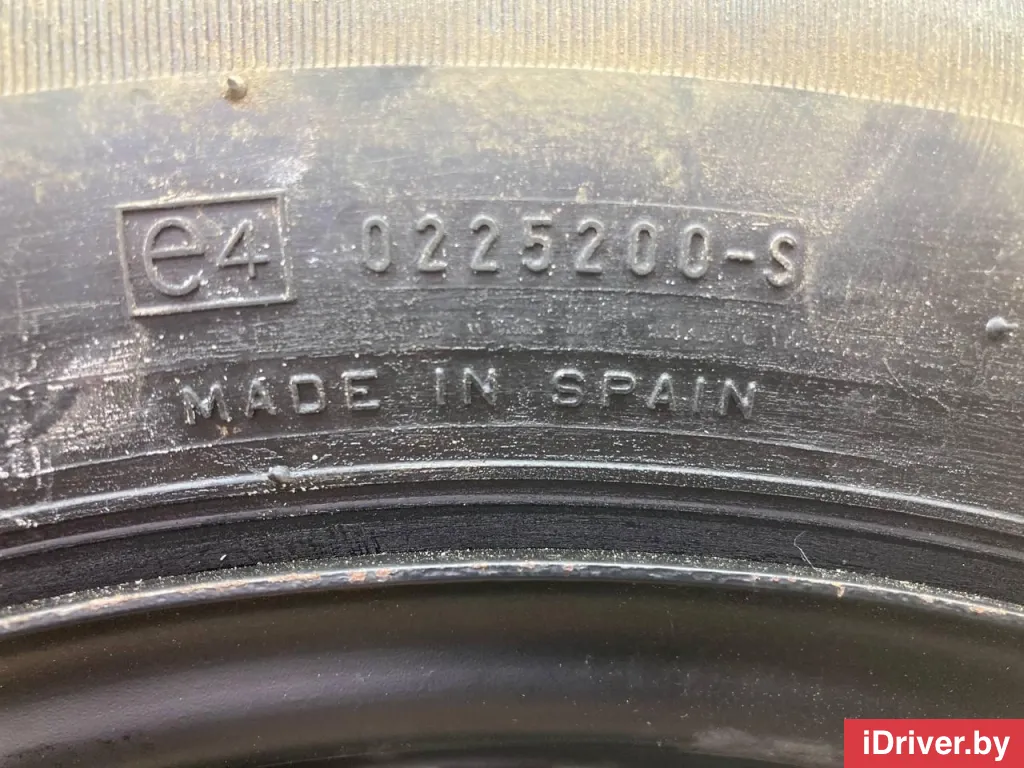 e4 0225200-S
MADE IN SPAIN
iDriver.by